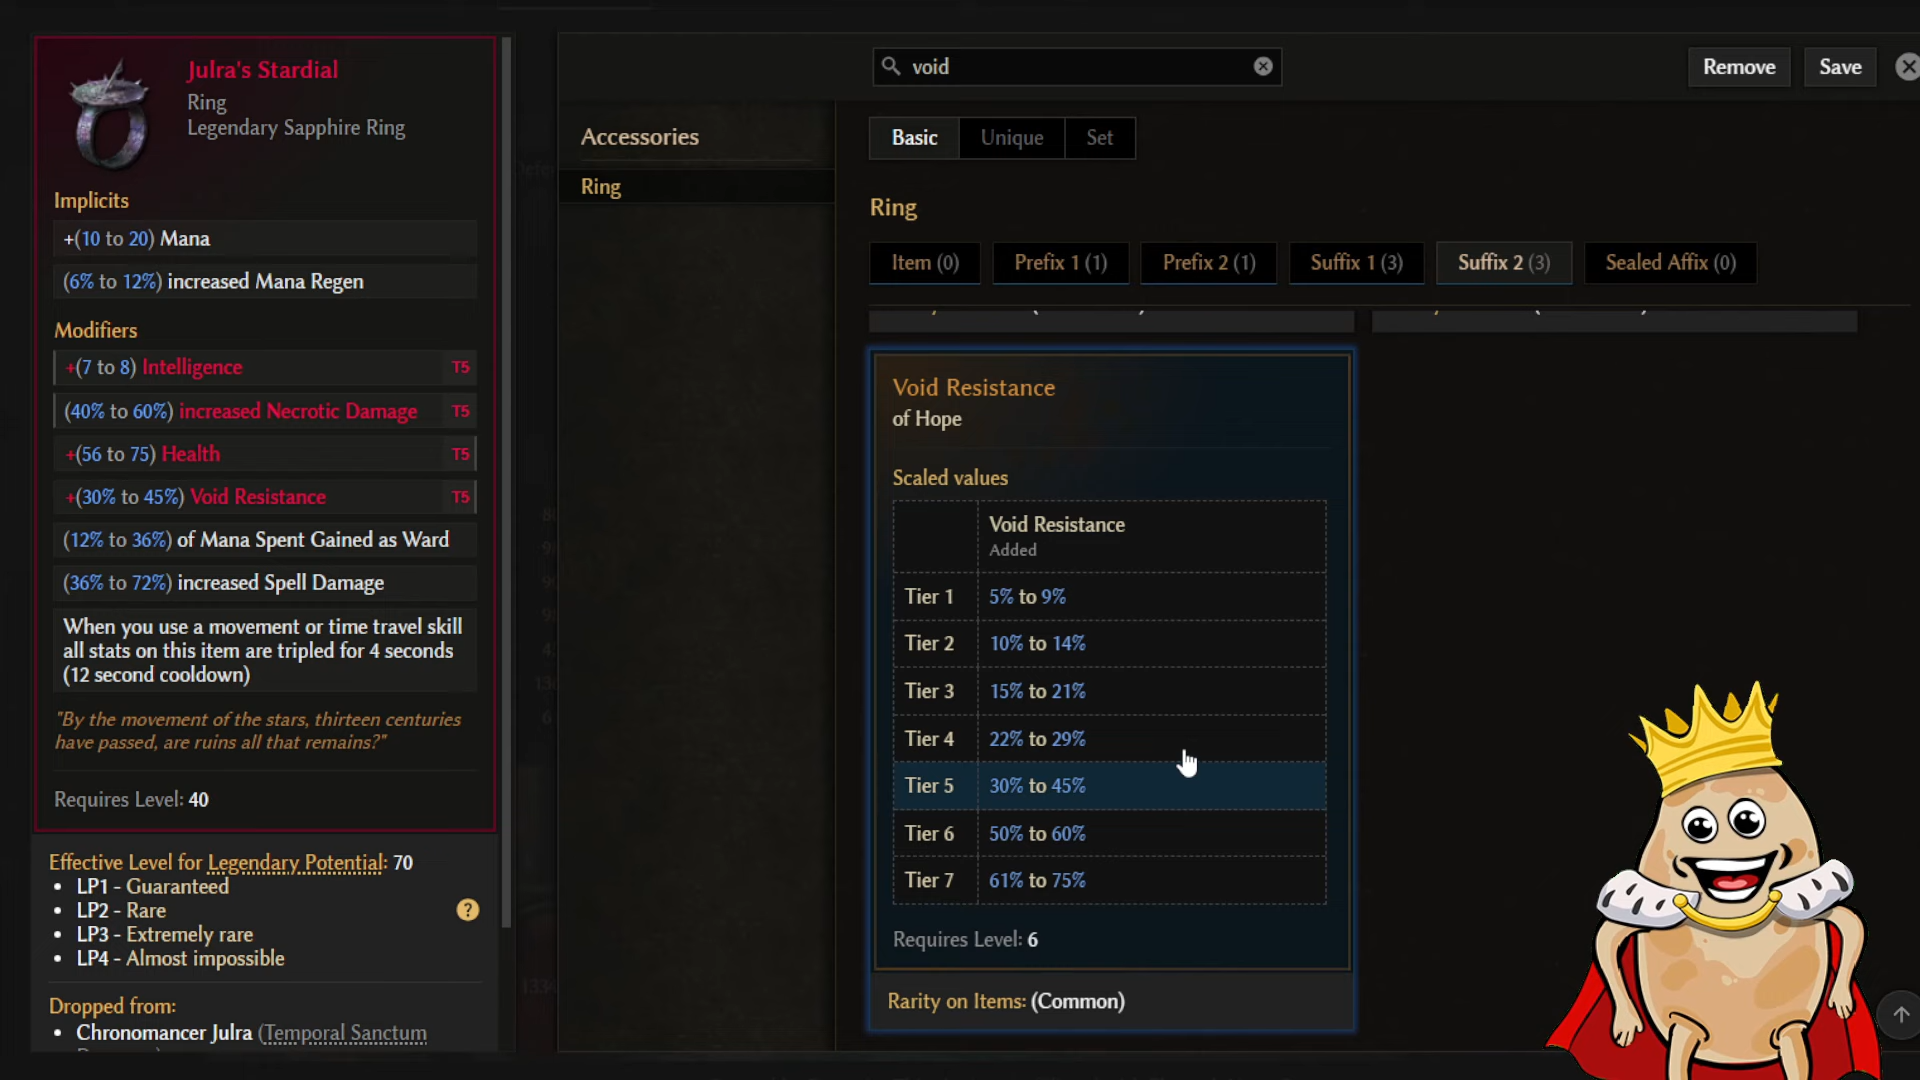 Julra's Stardial
Ring
Legendary Sapphire Ring
Implicits
+(10 to 20) Mana
(6% to 12%) increased Mana Regen
Modifiers
+(7 to 8) Intelligence T5
(40% to 60%) increased Necrotic Damage T5
+(56 to 75) Health T5
+(30% to 45%) Void Resistance T5
(12% to 36%) of Mana Spent Gained as Ward
(36% to 72%) increased Spell Damage
When you use a movement or time travel skill
all stats on this item are tripled for 4 seconds
(12 second cooldown)
"By the movement of the stars, thirteen centuries
have passed, are ruins all that remains?"
Requires Level: 40
Effective Level for Legendary Potential: 70
• LP1 - Guaranteed
• LP2 - Rare
• LP3 - Extremely rare
• LP4 - Almost impossible
?
Dropped from:
• Chronomancer Julra (Temporal Sanctum
void
Remove
Save
Accessories
Ring
Basic
Unique
Set
Ring
Item (0)
Prefix 1 (1)
Prefix 2 (1)
Suffix 1 (3)
Suffix 2 (3)
Sealed Affix (0)
Void Resistance
of Hope
Scaled values
Void Resistance
Added
Tier 1 5% to 9%
Tier 2 10% to 14%
Tier 3 15% to 21%
Tier 4 22% to 29%
Tier 5 30% to 45%
Tier 6 50% to 60%
Tier 7 61% to 75%
Requires Level: 6
Rarity on Items: (Common)